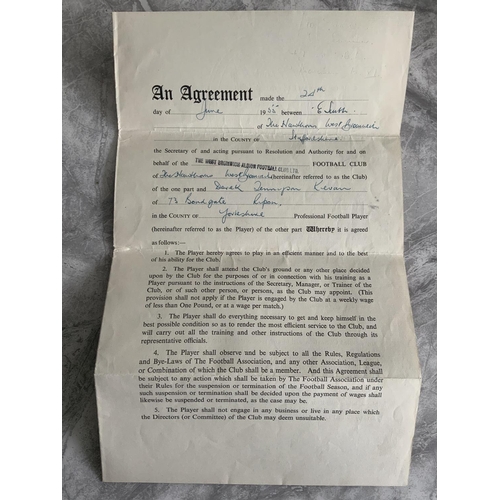 An Agreement made the 24th
day of June 1955 between E Smith
of The Hawthorns West Bromwich
in the COUNTY OF Staffordshire
the Secretary of and acting pursuant to Resolution and Authority for and on
behalf of the THE WEST BROMWICH ALBION FOOTBALL CLUB LTD. FOOTBALL CLUB
of The Hawthorns West Bromwich (hereinafter referred to as the Club)
of the one part and Derek Tennyson Kevan
of 73 Bondgate Ripon
in the COUNTY OF Yorkshire Professional Football Player
(hereinafter referred to as the Player) of the other part Whereby it is agreed
as follows:—
1. The Player hereby agrees to play in an efficient manner and to the best
of his ability for the Club.
2. The Player shall attend the Club's ground or any other place decided
upon by the Club for the purposes of or in connection with his training as a
Player pursuant to the instructions of the Secretary, Manager, or Trainer of the
Club, or of such other person, or persons, as the Club may appoint. (This
provision shall not apply if the Player is engaged by the Club at a weekly wage
of less than One Pound, or at a wage per match.)
3. The Player shall do everything necessary to get and keep himself in the
best possible condition so as to render the most efficient service to the Club, and
will carry out all the training and other instructions of the Club through its
representative officials.
4. The Player shall observe and be subject to all the Rules, Regulations
and Bye-Laws of The Football Association, and any other Association, League,
or Combination of which the Club shall be a member. And this Agreement shall
be subject to any action which shall be taken by The Football Association under
their Rules for the suspension or termination of the Football Season, and if any
such suspension or termination shall be decided upon the payment of wages shall
likewise be suspended or terminated, as the case may be.
5. The Player shall not engage in any business or live in any place which
the Directors (or Committee) of the Club may deem unsuitable.